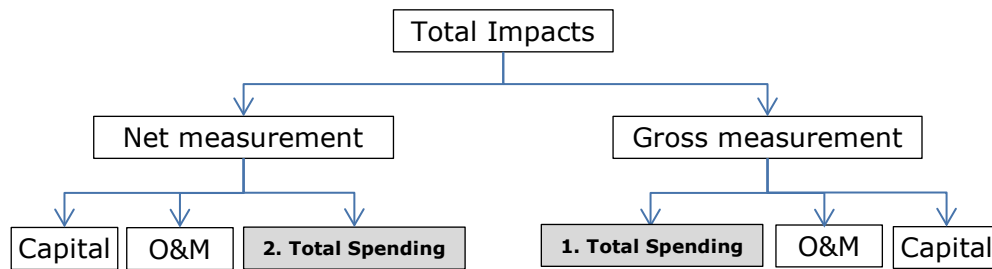 Total Impacts
Net measurement
Gross measurement
Capital
O&M
2. Total Spending
1. Total Spending
O&M
Capital